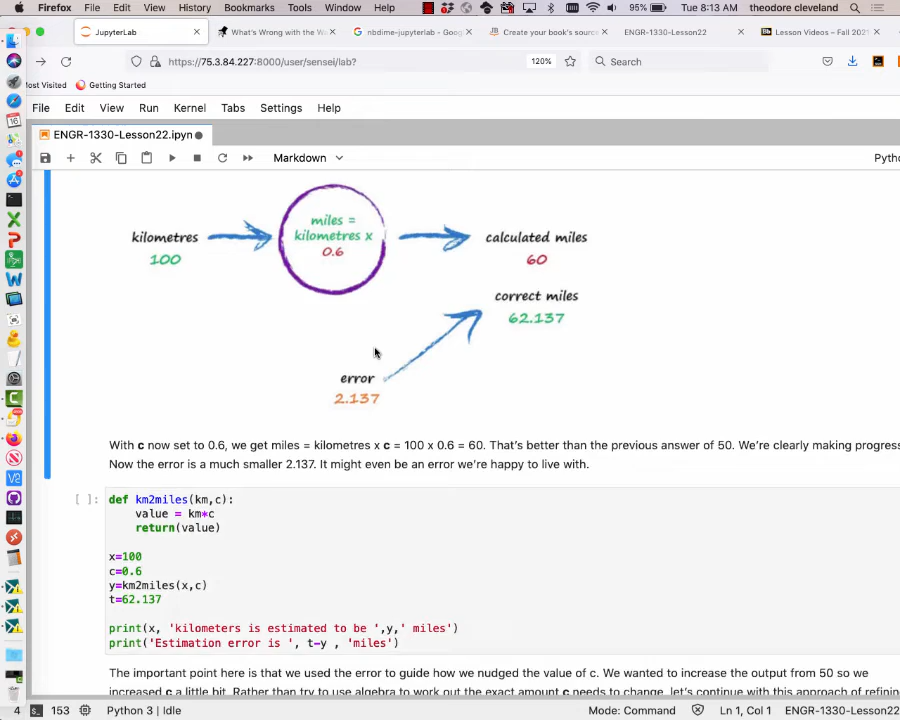 Firefox File Edit View History Bookmarks Tools Window Help 95% Tue 8:13 AM theodore cleveland
JupyterLab What's Wrong with the Wa nbdime-jupyterlab - Goog Create your book's source ENGR-1330-Lesson22 Lesson Videos – Fall 202
https://75.3.84.227:8000/user/sensei/lab? 120% Search
ost Visited Getting Started
File Edit View Run Kernel Tabs Settings Help
ENGR-1330-Lesson22.ipyn
Markdown Pytho
miles =
kilometres x
0.6
kilometres
100
calculated miles
60
correct miles
62.137
error
2.137
With c now set to 0.6, we get miles = kilometres x c = 100 x 0.6 = 60. That's better than the previous answer of 50. We're clearly making progress
Now the error is a much smaller 2.137. It might even be an error we're happy to live with.
[ ]: def km2miles(km,c):
value = km*c
return(value)
x=100
c=0.6
y=km2miles(x,c)
t=62.137
print(x, 'kilometers is estimated to be ',y,' miles')
print('Estimation error is ', t-y , 'miles')
The important point here is that we used the error to guide how we nudged the value of c. We wanted to increase the output from 50 so we
increased c a little bit. Rather than try to use algebra to work out the exact amount c needs to change, let's continue with this approach of refinin
4 153 Python 3 | Idle Mode: Command Ln 1, Col 1 ENGR-1330-Lesson22.ipy